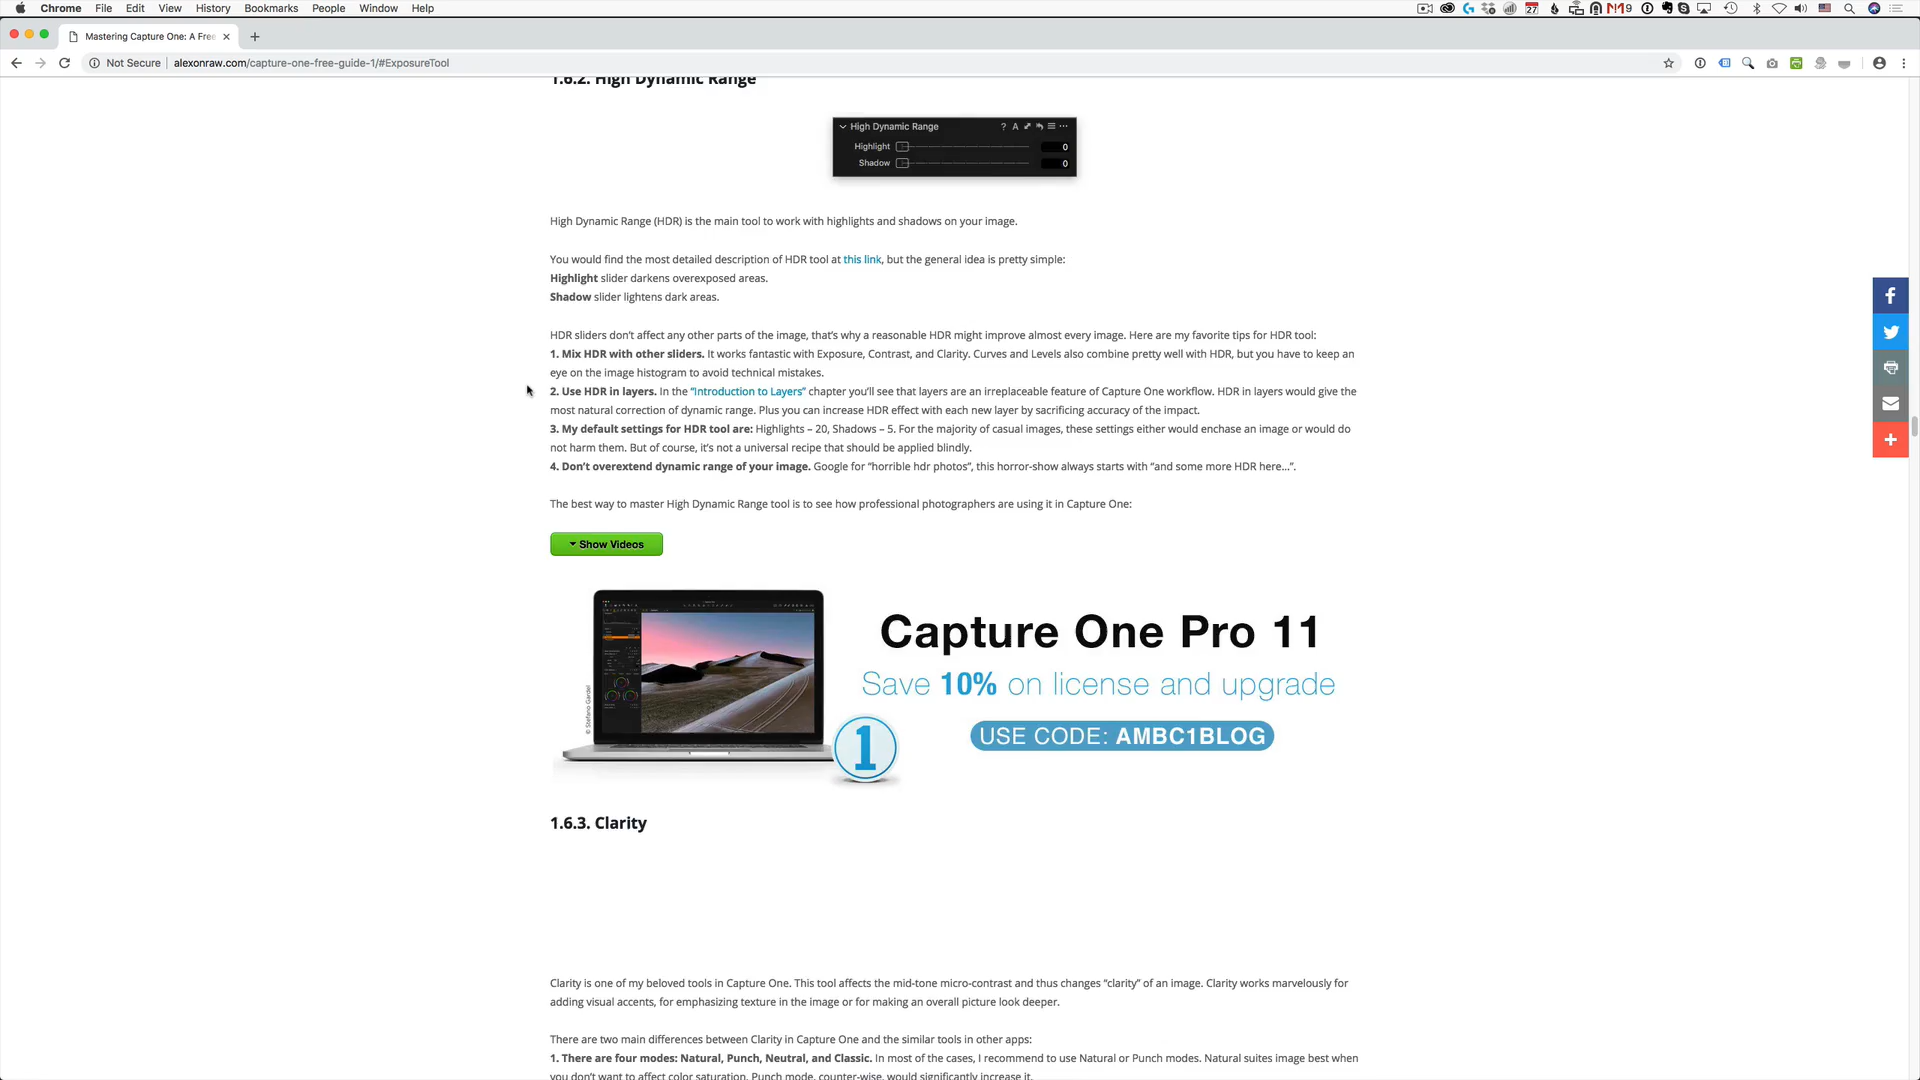 Chrome File Edit View History Bookmarks People Window Help
27
9
Mastering Capture One: A Free
Not Secure alexonraw.com/capture-one-free-guide-1/#ExposureTool
1.6.2. High Dynamic Range
High Dynamic Range ? A
Highlight 0
Shadow 0
High Dynamic Range (HDR) is the main tool to work with highlights and shadows on your image.
You would find the most detailed description of HDR tool at this link, but the general idea is pretty simple:
Highlight slider darkens overexposed areas.
Shadow slider lightens dark areas.
HDR sliders don't affect any other parts of the image, that's why a reasonable HDR might improve almost every image. Here are my favorite tips for HDR tool:
1. Mix HDR with other sliders. It works fantastic with Exposure, Contrast, and Clarity. Curves and Levels also combine pretty well with HDR, but you have to keep an
eye on the image histogram to avoid technical mistakes.
2. Use HDR in layers. In the “Introduction to Layers” chapter you'll see that layers are an irreplaceable feature of Capture One workflow. HDR in layers would give the
most natural correction of dynamic range. Plus you can increase HDR effect with each new layer by sacrificing accuracy of the impact.
3. My default settings for HDR tool are: Highlights – 20, Shadows – 5. For the majority of casual images, these settings either would enchase an image or would do
not harm them. But of course, it's not a universal recipe that should be applied blindly.
4. Don't overextend dynamic range of your image. Google for “horrible hdr photos”, this horror-show always starts with “and some more HDR here...”.
The best way to master High Dynamic Range tool is to see how professional photographers are using it in Capture One:
Show Videos
© Stefano Gardel
Capture One Pro 11
Save 10% on license and upgrade
USE CODE: AMBC1BLOG
1
1.6.3. Clarity
Clarity is one of my beloved tools in Capture One. This tool affects the mid-tone micro-contrast and thus changes “clarity” of an image. Clarity works marvelously for
adding visual accents, for emphasizing texture in the image or for making an overall picture look deeper.
There are two main differences between Clarity in Capture One and the similar tools in other apps:
1. There are four modes: Natural, Punch, Neutral, and Classic. In most of the cases, I recommend to use Natural or Punch modes. Natural suites image best when
you don't want to affect color saturation. Punch mode, counter-wise, would significantly increase it.